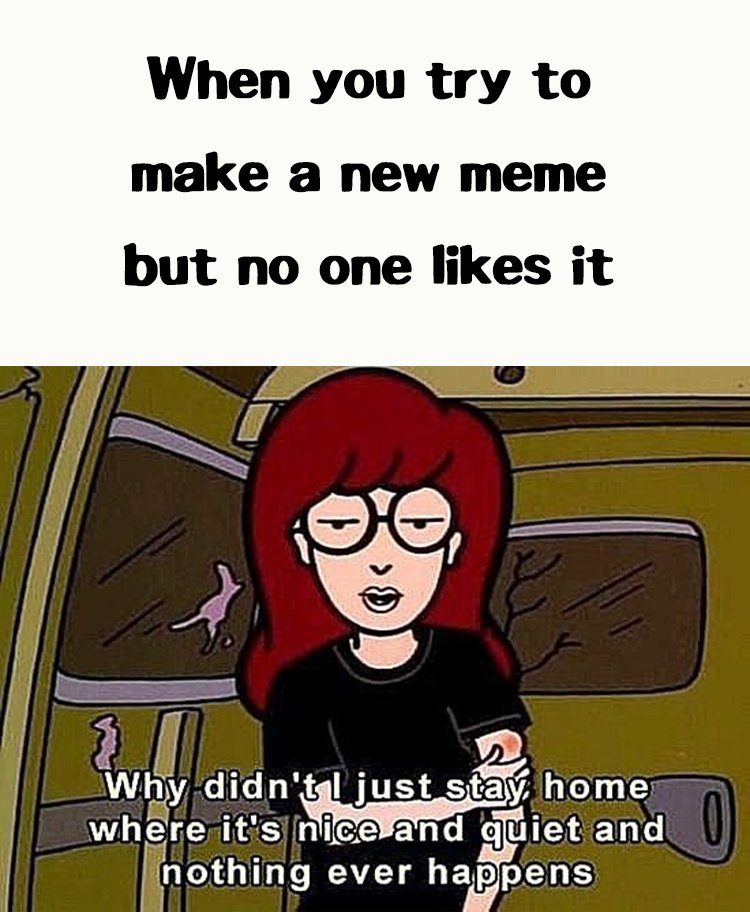 When you try to
make a new meme
but no one likes it
Why didn't I just stay home
where it's nice and quiet and
nothing ever happens